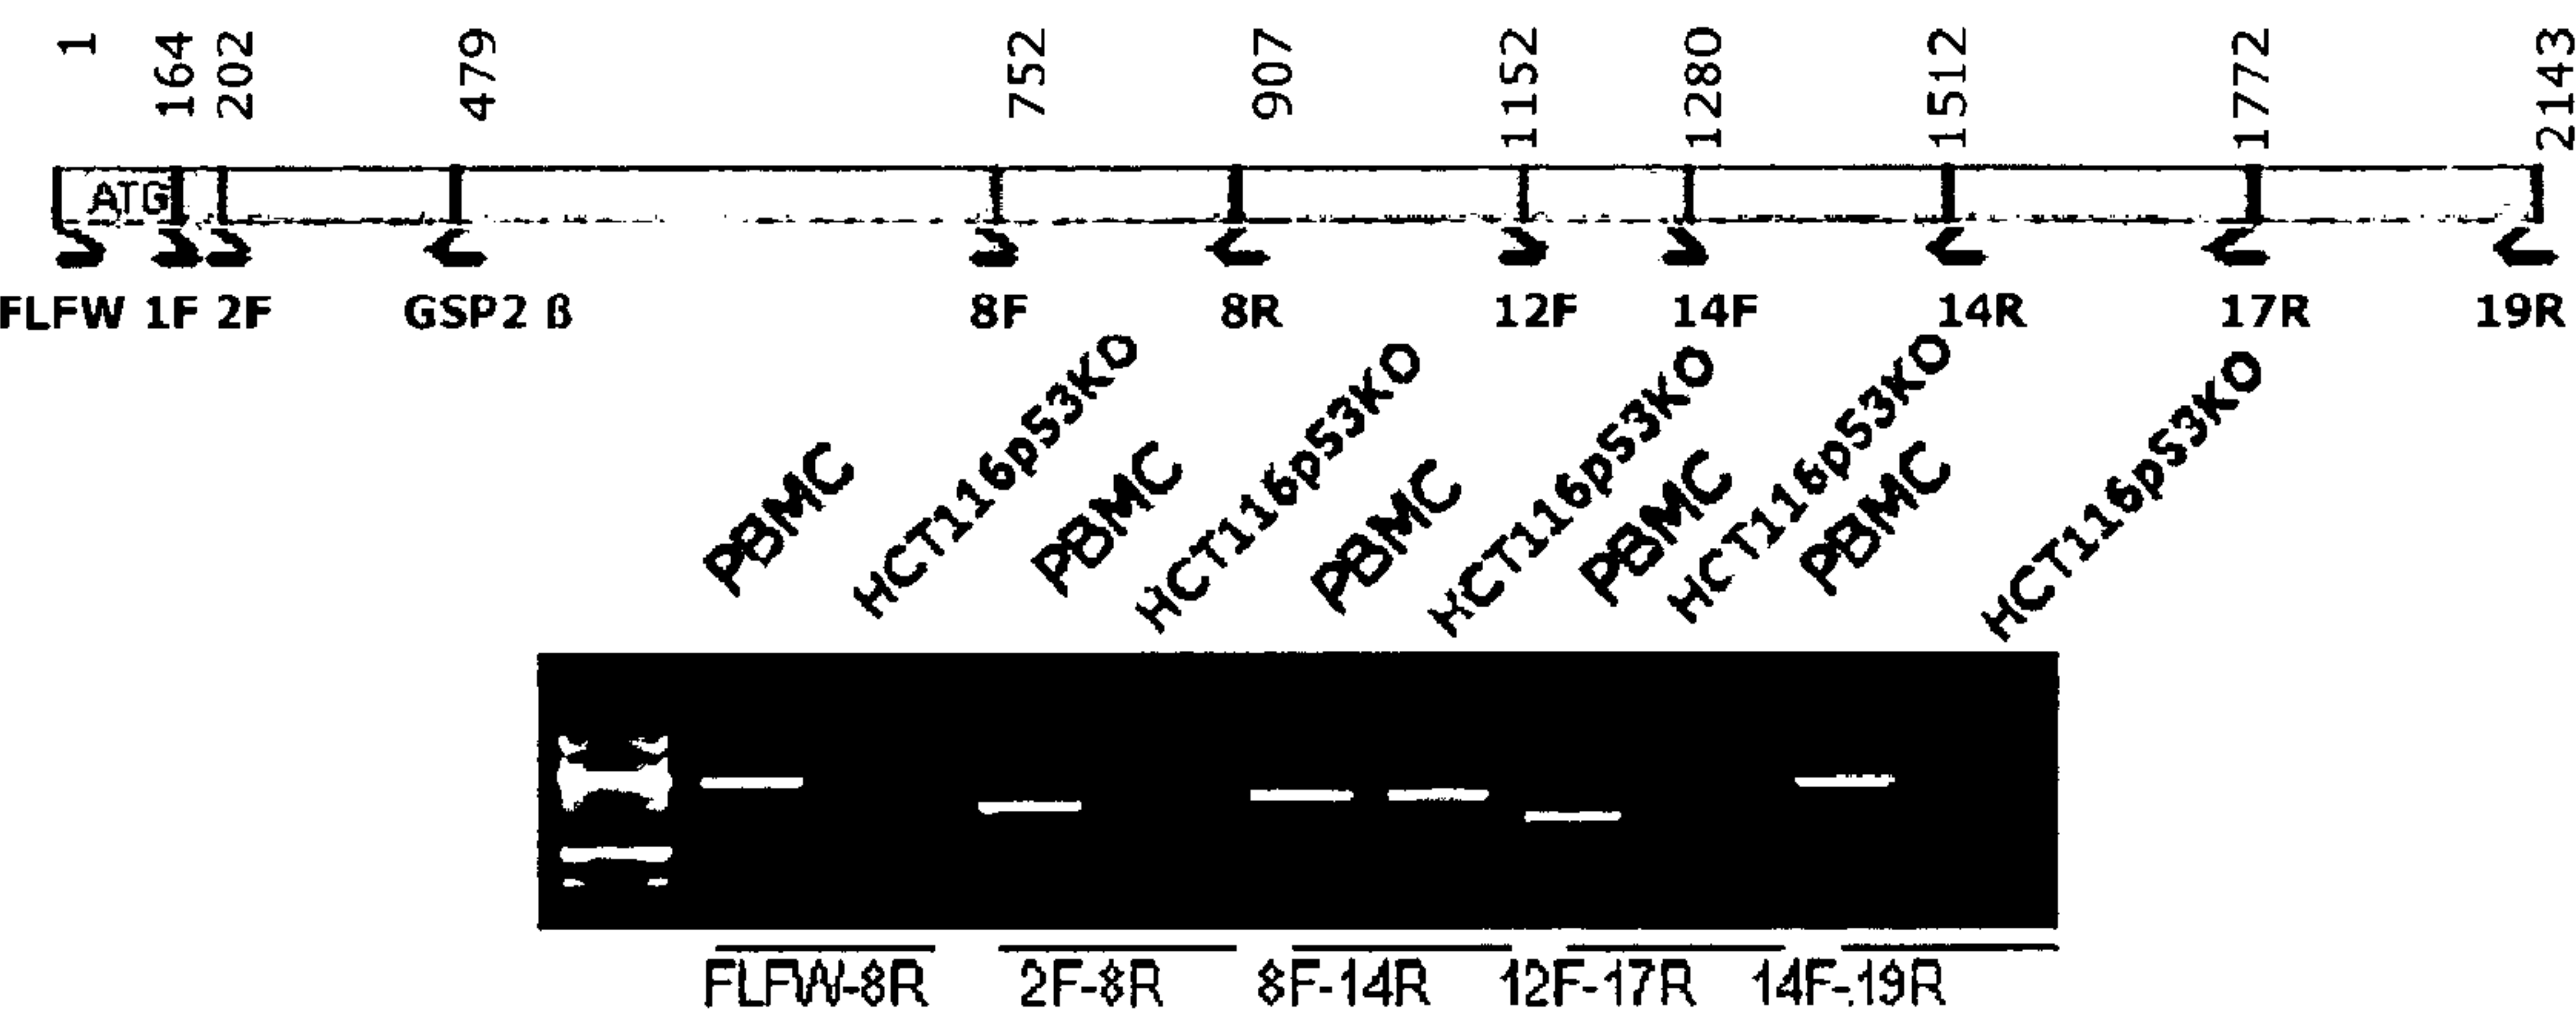 1 164 202 479 752 907 1152 1280 1512 1772 2143
ATG
FLFW 1F 2F GSP2 ß 8F 8R 12F 14F 14R 17R 19R
PBMC HCT116p53KO PBMC HCT116p53KO PBMC HCT116p53KO PBMC HCT116p53KO PBMC HCT116p53KO
FLFW-8R 2F-8R 8F-14R 12F-17R 14F-19R